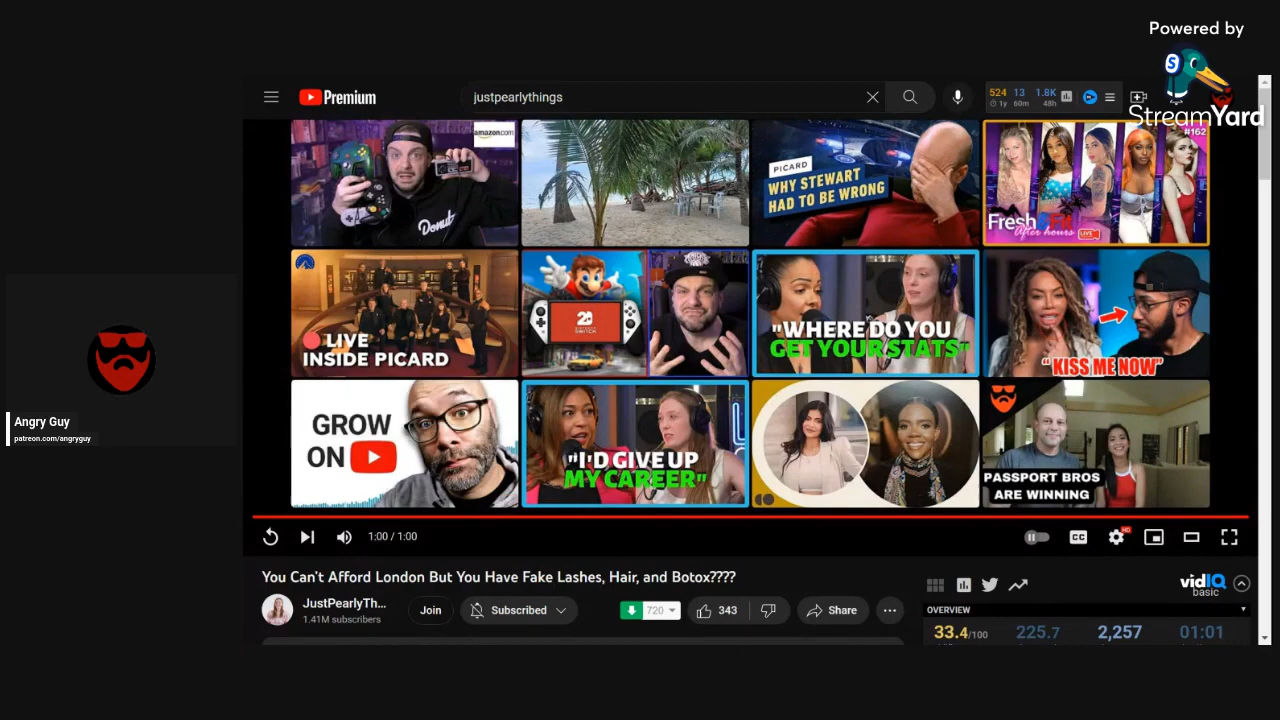 Powered by
StreamYard
Premium
justpearlythings
524 13 1.8K
1y 60m 48h
amazon.com
Donut
PICARD
WHY STEWART
HAD TO BE WRONG
#162
Fresh & Fit
After hours
LIVE
LIVE
INSIDE PICARD
"WHERE DO YOU
GET YOUR STATS"
"KISS ME NOW"
GROW
ON
"I'D GIVE UP
MY CAREER"
PASSPORT BROS
ARE WINNING
Angry Guy
patreon.com/angryguy
1:00 / 1:00
CC
HD
You Can't Afford London But You Have Fake Lashes, Hair, and Botox????
JustPearlyTh...
1.41M subscribers
Join
Subscribed
720
343
Share
vidIQ
basic
OVERVIEW
33.4/100 225.7 2,257 01:01